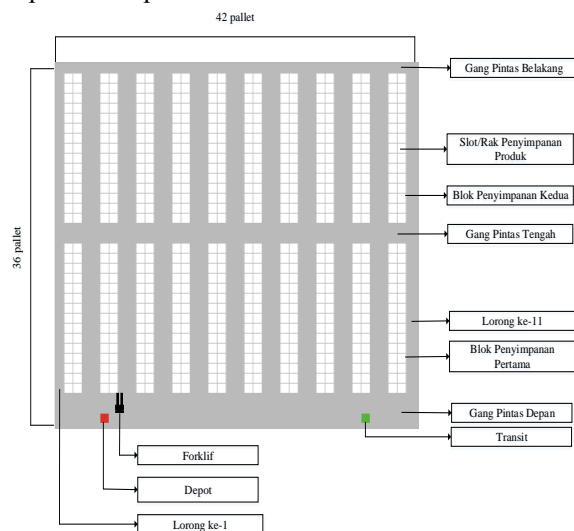 42 pallet
Gang Pintas Belakang
Slot/Rak Penyimpanan
Produk
Blok Penyimpanan Kedua
Gang Pintas Tengah
36 pallet
Lorong ke-11
Blok Penyimpanan
Pertama
Gang Pintas Depan
Transit
Forklif
Depot
Lorong ke-1